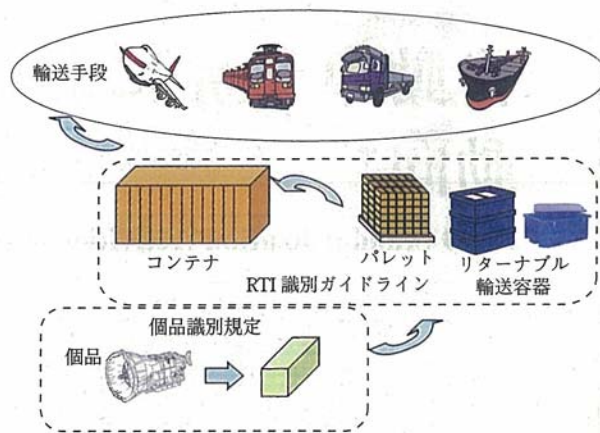 輸送手段
コンテナ
パレット
リターナブル
輸送容器
RTI 識別ガイドライン
個品識別規定
個品